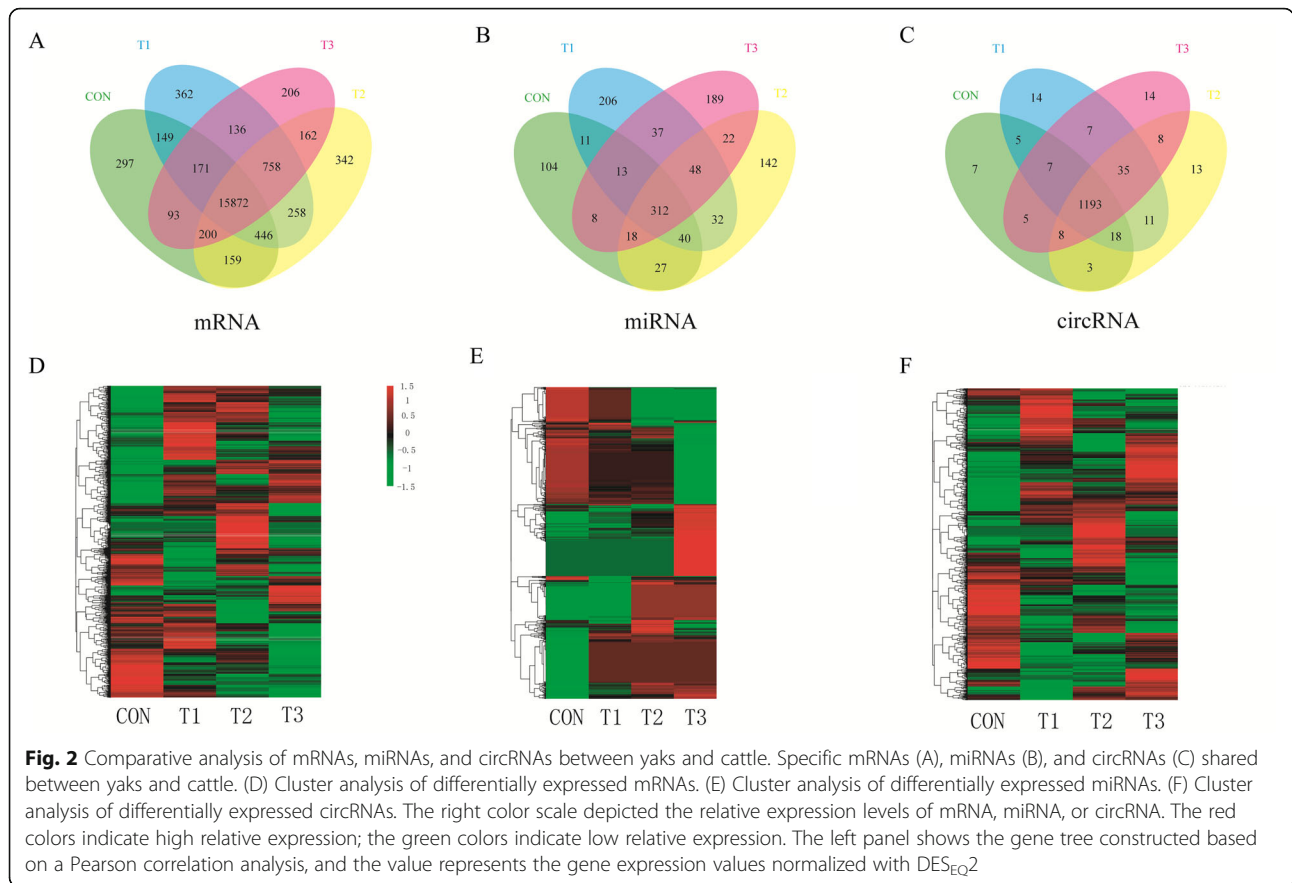 A
B
C
T1
T3
T1
T3
T1
T3
CON
T2
CON
T2
CON
T2
362
206
149
136
162
297
171
758
342
15872
93
258
200
446
159
mRNA
206
189
11
37
22
104
13
48
142
312
8
32
18
40
27
miRNA
14
14
5
7
8
7
7
35
13
1193
5
11
8
18
3
circRNA
D
1.5
1
0.5
0
-0.5
-1
-1.5
CON T1 T2 T3
E
CON T1 T2 T3
F
CON T1 T2 T3
Fig. 2 Comparative analysis of mRNAs, miRNAs, and circRNAs between yaks and cattle. Specific mRNAs (A), miRNAs (B), and circRNAs (C) shared
between yaks and cattle. (D) Cluster analysis of differentially expressed mRNAs. (E) Cluster analysis of differentially expressed miRNAs. (F) Cluster
analysis of differentially expressed circRNAs. The right color scale depicted the relative expression levels of mRNA, miRNA, or circRNA. The red
colors indicate high relative expression; the green colors indicate low relative expression. The left panel shows the gene tree constructed based
on a Pearson correlation analysis, and the value represents the gene expression values normalized with DESEQ2